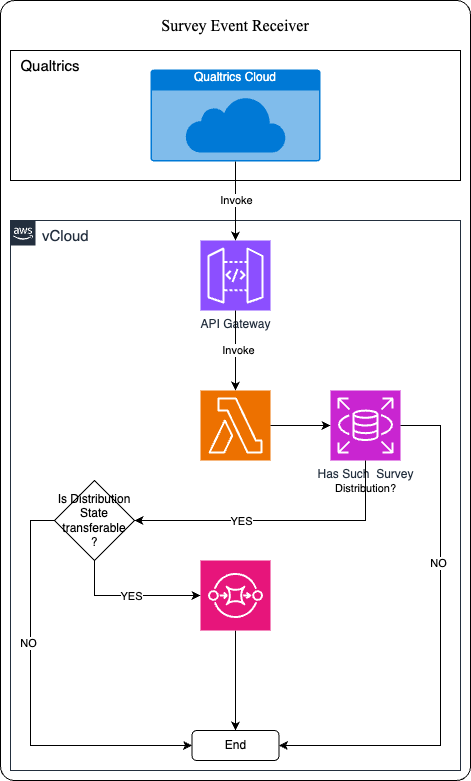 Survey Event Receiver
Qualtrics
Qualtrics Cloud
Invoke
aws
vCloud
API Gateway
Invoke
Has Such Survey
Distribution?
Is Distribution
State
transferable
?
YES
NO
YES
NO
End